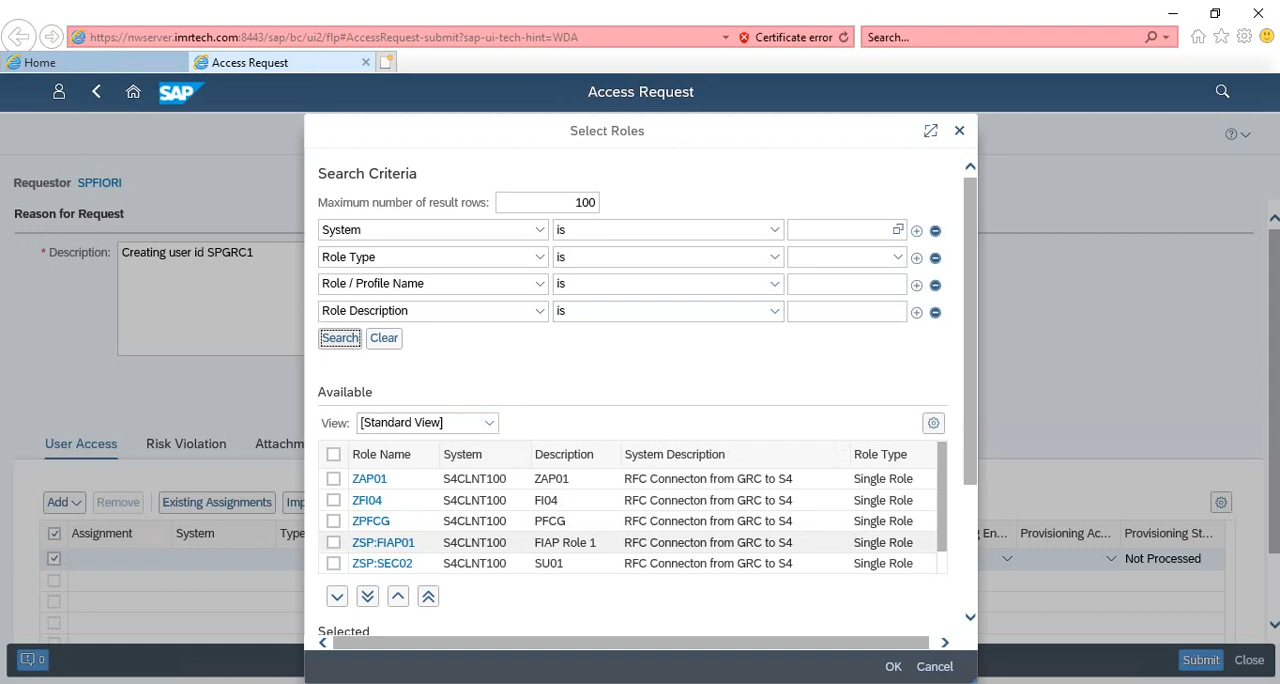 https://nwserver.imrtech.com:8443/sap/bc/ui2/flp#AccessRequest-submit?sap-ui-tech-hint=WDA
Certificate error
Search...
Home
Access Request
SAP
Access Request
Select Roles
Requestor SPFIORI
Reason for Request
* Description: Creating user id SPGRC1
Search Criteria
Maximum number of result rows: 100
System is
Role Type is
Role / Profile Name is
Role Description is
Search Clear
Available
View: [Standard View]
Role Name System Description System Description Role Type
ZAP01 S4CLNT100 ZAP01 RFC Connecton from GRC to S4 Single Role
ZFI04 S4CLNT100 FI04 RFC Connecton from GRC to S4 Single Role
ZPFCG S4CLNT100 PFCG RFC Connecton from GRC to S4 Single Role
ZSP:FIAP01 S4CLNT100 FIAP Role 1 RFC Connecton from GRC to S4 Single Role
ZSP:SEC02 S4CLNT100 SU01 RFC Connecton from GRC to S4 Single Role
Selected
OK Cancel
User Access Risk Violation Attachm
Add Remove Existing Assignments Imp
Assignment System Type
g En... Provisioning Ac... Provisioning St...
Not Processed
0
Submit Close